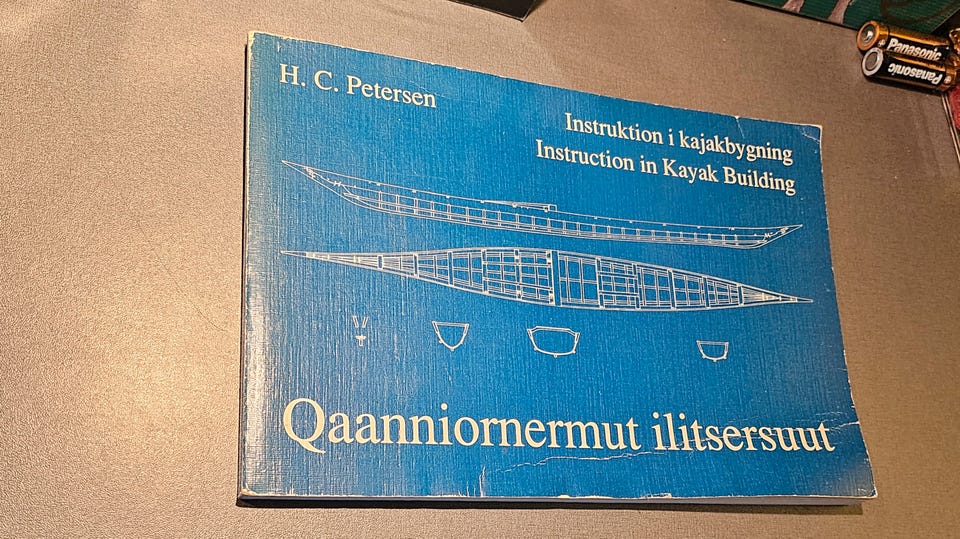 H. C. Petersen
Instruktion i kajakbygning
Instruction in Kayak Building
Qaanniornermut ilitsersuut
Panasonic
Panasonic